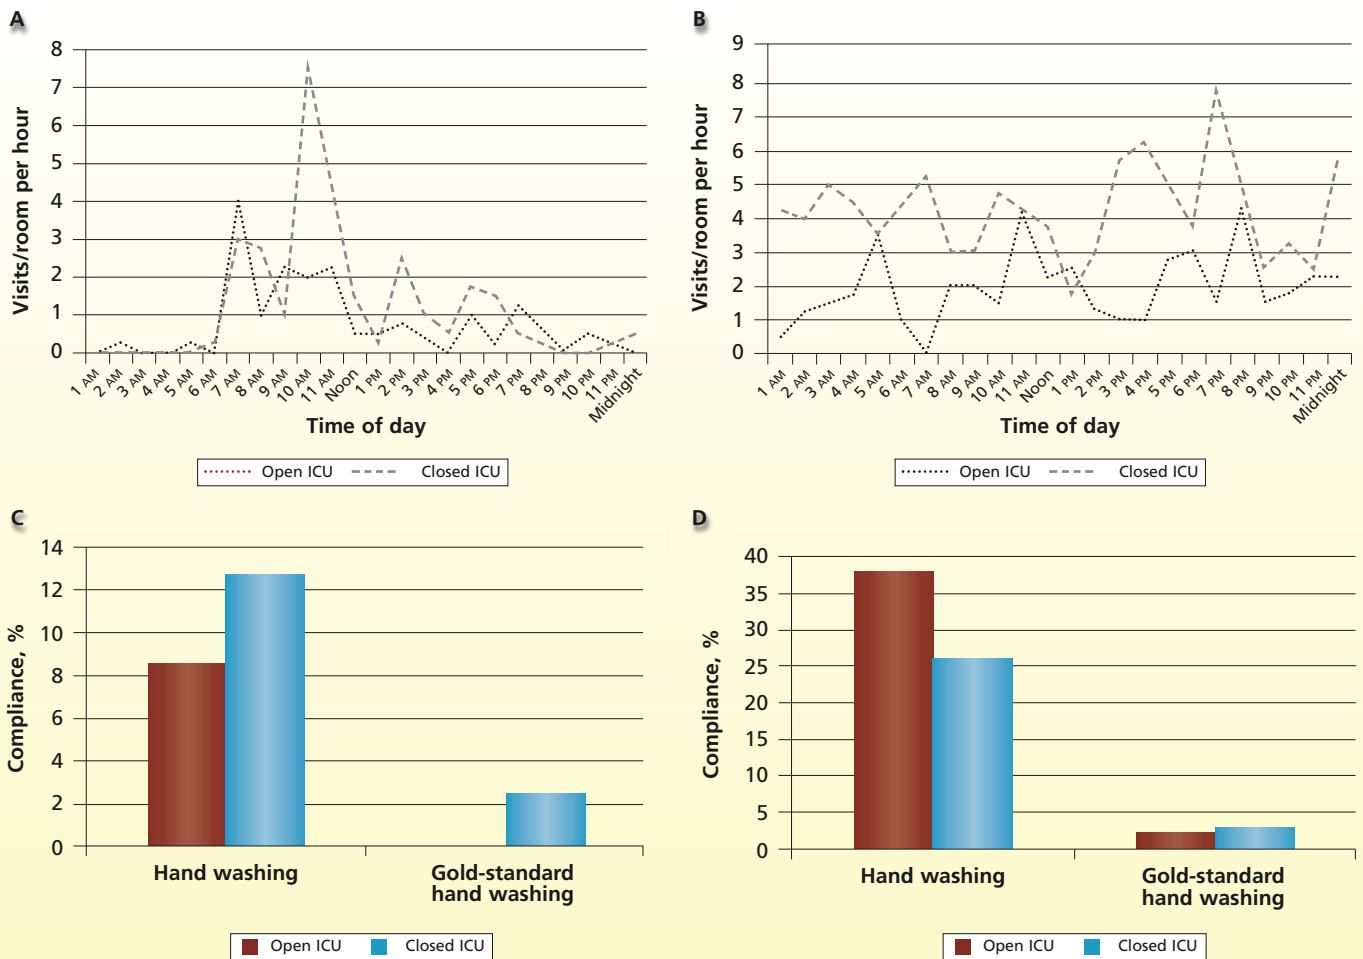 A
Visits/room per hour
8
7
6
5
4
3
2
1
0
1 AM
2 AM
3 AM
4 AM
5 AM
6 AM
7 AM
8 AM
9 AM
10 AM
11 AM
Noon
1 PM
2 PM
3 PM
4 PM
5 PM
6 PM
7 PM
8 PM
9 PM
10 PM
11 PM
Midnight
Time of day
Open ICU
Closed ICU
B
Visits/room per hour
9
8
7
6
5
4
3
2
1
0
1 AM
2 AM
3 AM
4 AM
5 AM
6 AM
7 AM
8 AM
9 AM
10 AM
11 AM
Noon
1 PM
2 PM
3 PM
4 PM
5 PM
6 PM
7 PM
8 PM
9 PM
10 PM
11 PM
Midnight
Time of day
Open ICU
Closed ICU
C
Compliance, %
14
12
10
8
6
4
2
0
Hand washing
Gold-standard
hand washing
Open ICU
Closed ICU
D
Compliance, %
40
35
30
25
20
15
10
5
0
Hand washing
Gold-standard
hand washing
Open ICU
Closed ICU